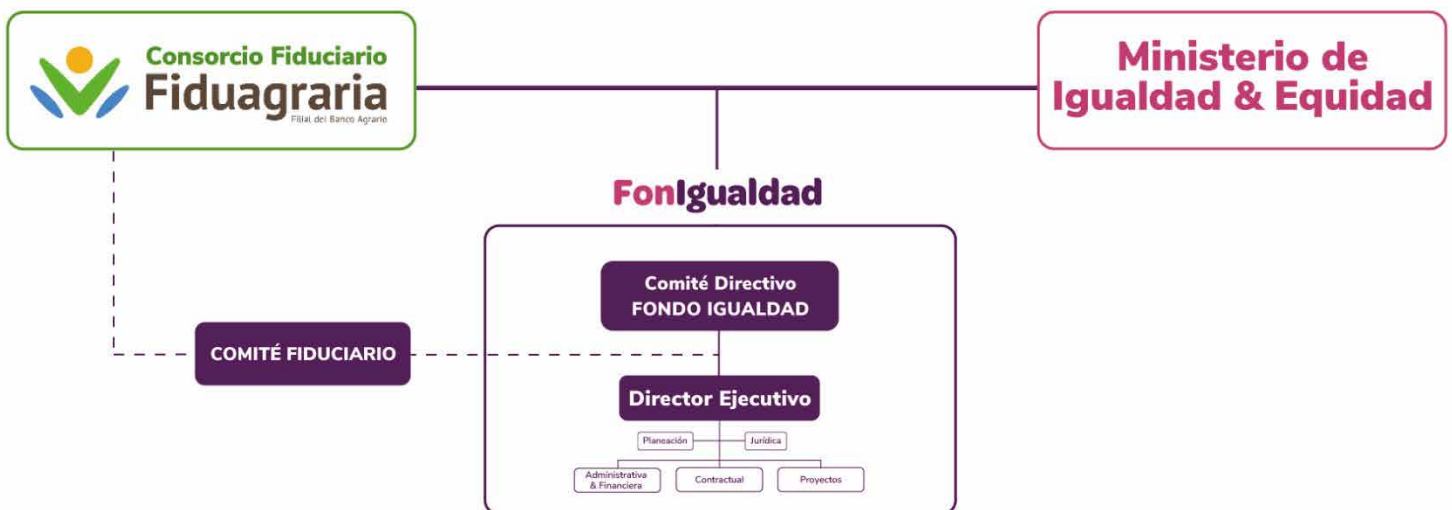 Consorcio Fiduciario
Fiduagraria
Filial del Banco Agrario
Ministerio de
Igualdad & Equidad
FonIgualdad
Comité Directivo
FONDO IGUALDAD
COMITÉ FIDUCIARIO
Director Ejecutivo
Planeación
Jurídica
Administrativa
& Financiera
Contractual
Proyectos